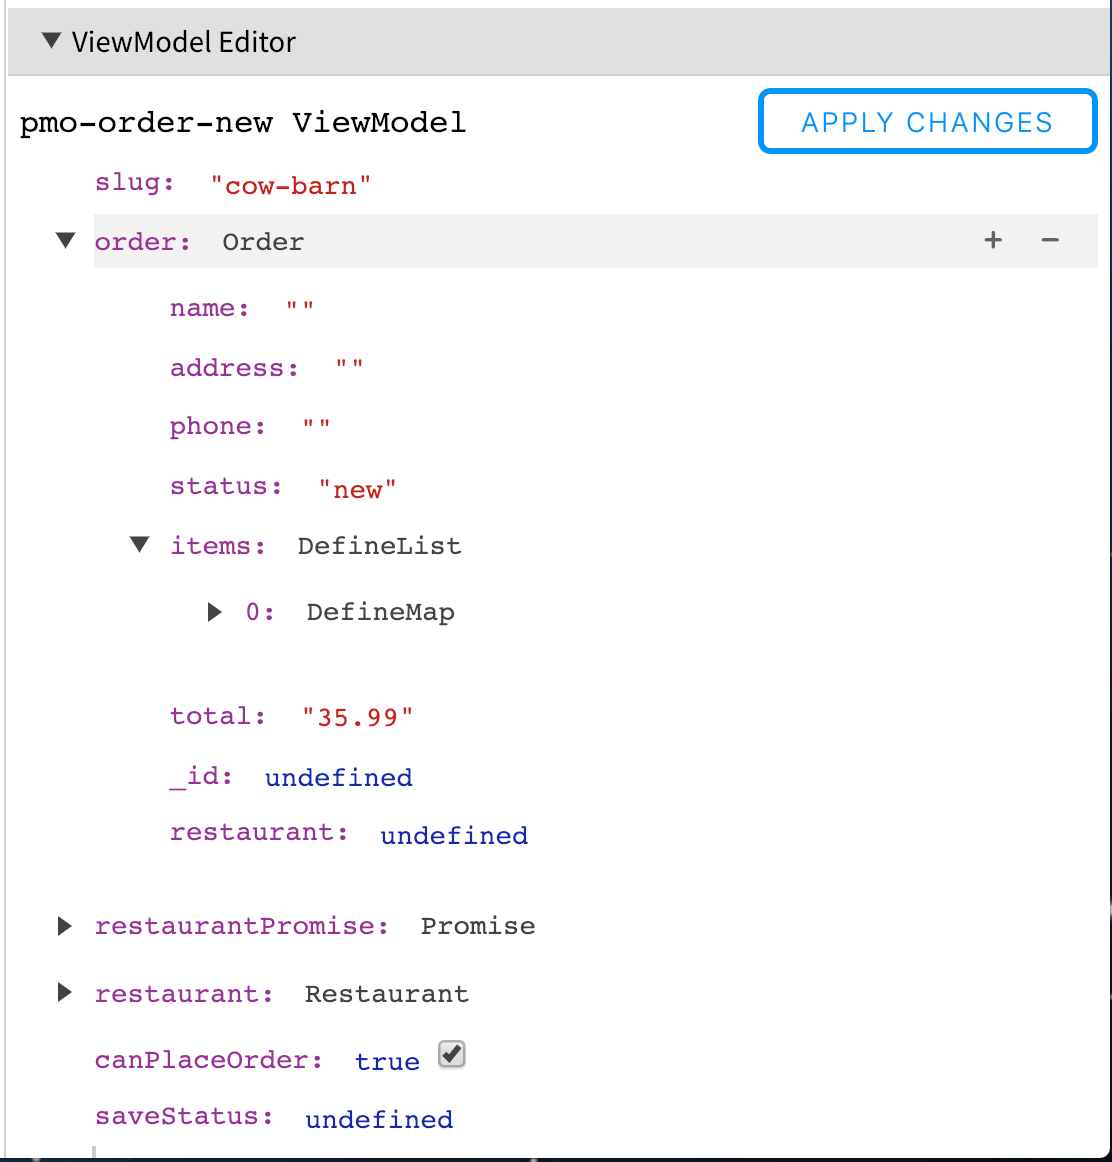 ▼ ViewModel Editor
pmo-order-new ViewModel APPLY CHANGES
slug: "cow-barn"
▼ order: Order + −
name: ""
address: ""
phone: ""
status: "new"
▼ items: DefineList
▶ 0: DefineMap
total: "35.99"
_id: undefined
restaurant: undefined
▶ restaurantPromise: Promise
▶ restaurant: Restaurant
canPlaceOrder: true
saveStatus: undefined